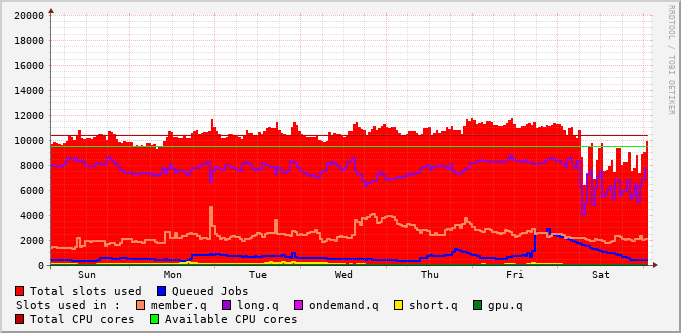 20000
18000
16000
14000
12000
10000
8000
6000
4000
2000
0
Sun Mon Tue Wed Thu Fri Sat
Total slots used Queued Jobs
Slots used in : member.q long.q ondemand.q short.q gpu.q
Total CPU cores Available CPU cores
RRDTOOL / TOBI OETIKER